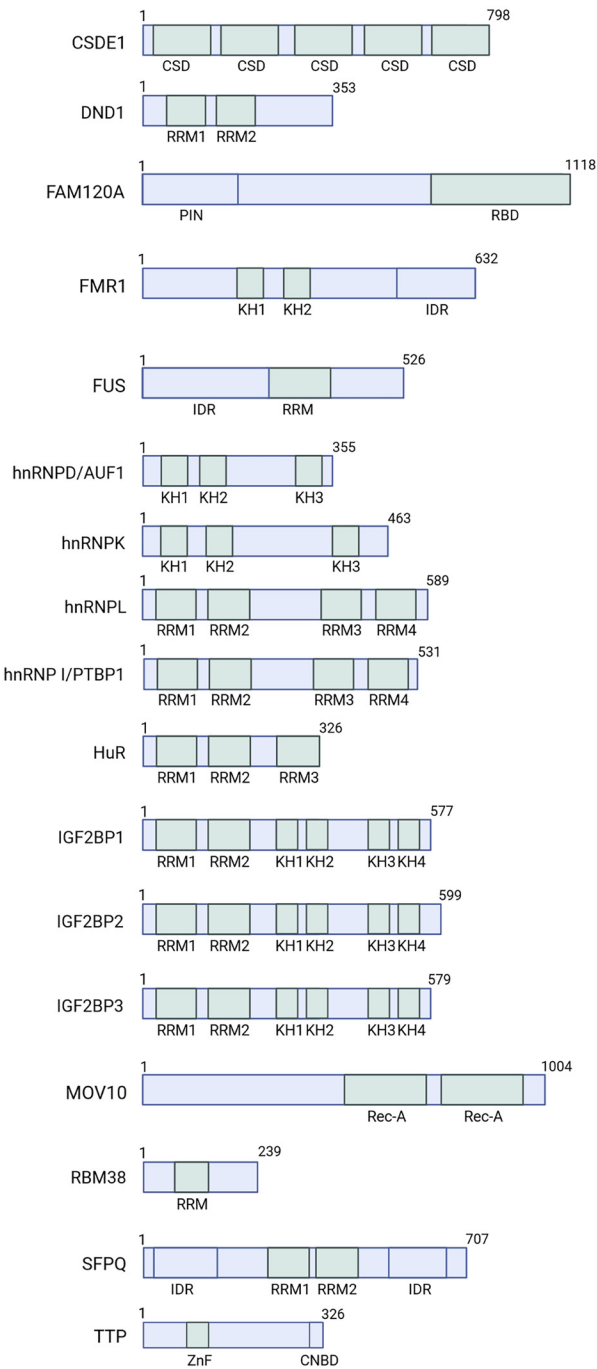 1 798
CSDE1
CSD CSD CSD CSD CSD
1 353
DND1
RRM1 RRM2
1 1118
FAM120A
PIN RBD
1 632
FMR1
KH1 KH2 IDR
1 526
FUS
IDR RRM
1 355
hnRNPD/AUF1
KH1 KH2 KH3
1 463
hnRNPK
KH1 KH2 KH3
1 589
hnRNPL
RRM1 RRM2 RRM3 RRM4
1 531
hnRNP I/PTBP1
RRM1 RRM2 RRM3 RRM4
1 326
HuR
RRM1 RRM2 RRM3
1 577
IGF2BP1
RRM1 RRM2 KH1 KH2 KH3 KH4
1 599
IGF2BP2
RRM1 RRM2 KH1 KH2 KH3 KH4
1 579
IGF2BP3
RRM1 RRM2 KH1 KH2 KH3 KH4
1 1004
MOV10
Rec-A Rec-A
1 239
RBM38
RRM
1 707
SFPQ
IDR RRM1 RRM2 IDR
1 326
TTP
ZnF CNBD